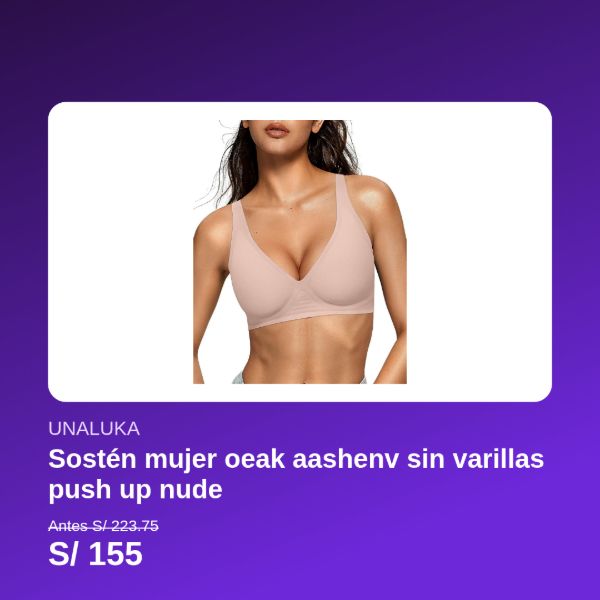 UNALUKA
Sostén mujer oeak aashenv sin varillas
push up nude
Antes S/ 223.75
S/ 155